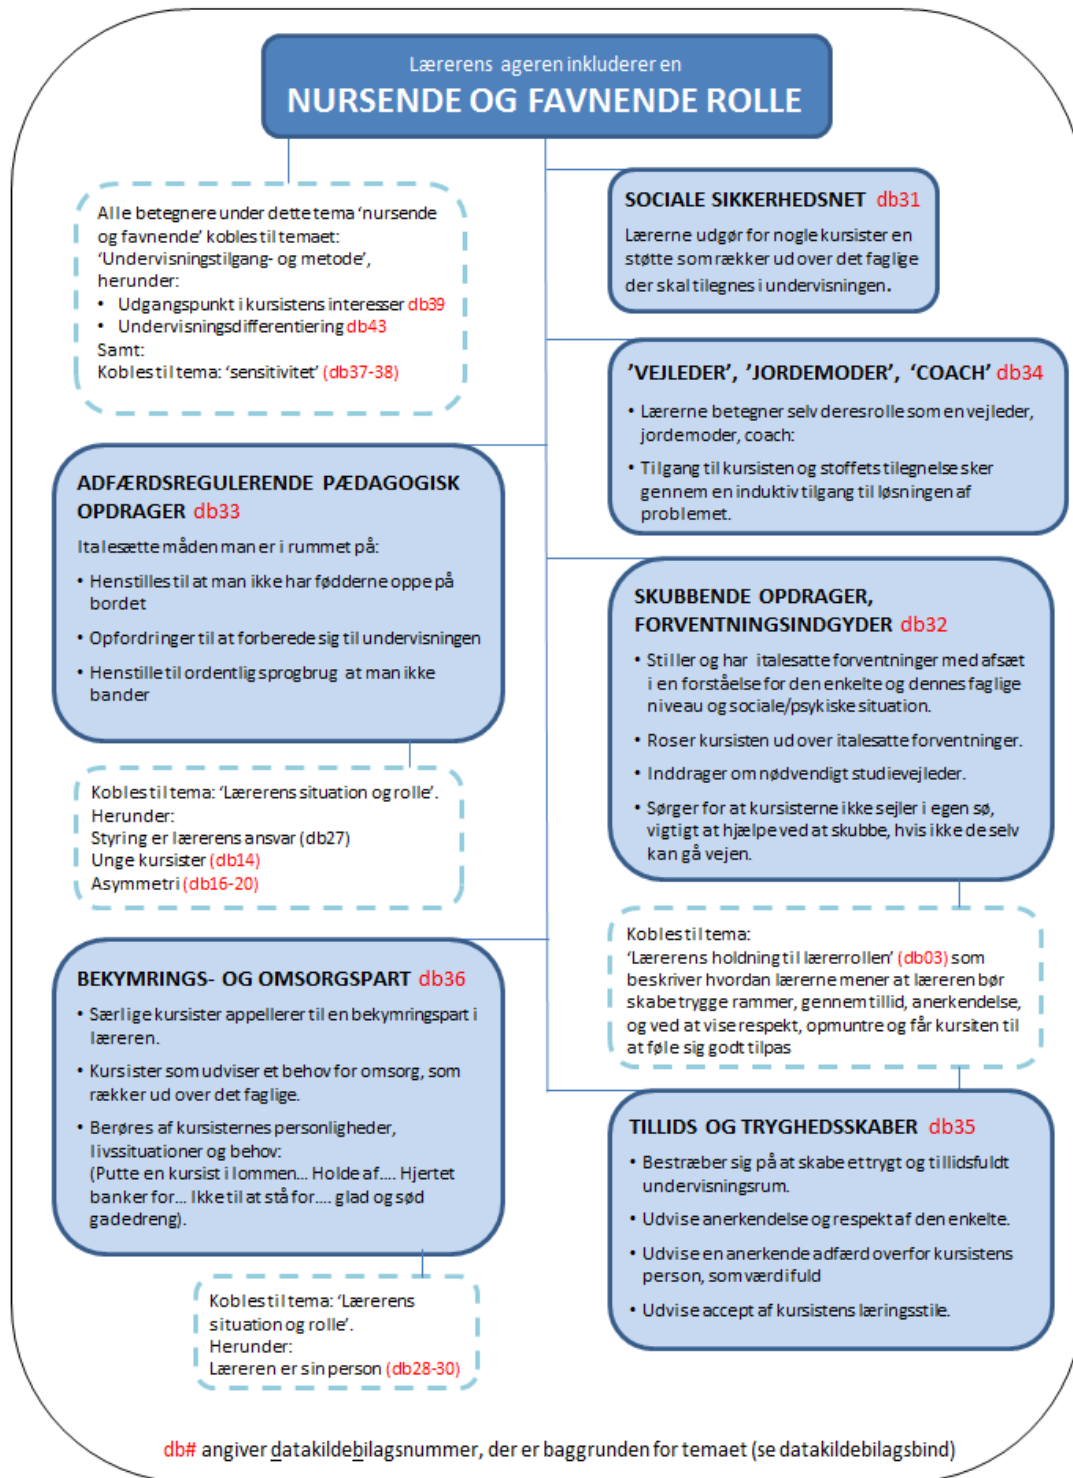 Lærerens ageren inkluderer en
NURSENDE OG FAVNENDE ROLLE
Alle betegnere under dette tema ‘nursende
og favnende’ kobles til temaet:
‘Undervisningstilgang- og metode’,
herunder:
• Udgangspunkt i kursistens interesser db39
• Undervisningsdifferentiering db43
Samt:
Kobles til tema: ‘sensitivitet’ (db37-38)
SOCIALE SIKKERHEDSNET db31
Lærerne udgør for nogle kursister en
støtte som rækker ud over det faglige
der skal tilegnes i undervisningen.
’VEJLEDER’, ’JORDEMODER’, ‘COACH’ db34
• Lærerne betegner selv deresrolle som en vejleder,
jordemoder, coach:
• Tilgang til kursisten og stoffets tilegnelse sker
gennem en induktiv tilgang til løsningen af
problemet.
ADFÆRDSREGULERENDE PÆDAGOGISK
OPDRAGER db33
Italesætte måden man er i rummet på:
• Henstilles til at man ikke har fødderne oppe på
bordet
• Opfordringer til at forberede sig til undervisningen
• Henstille til ordentlig sprogbrug at man ikke
bander
SKUBBENDE OPDRAGER,
FORVENTNINGSINDGYDER db32
• Stiller og har italesatte forventninger med afsæt
i en forståelse for den enkelte og dennes faglige
niveau og sociale/psykiske situation.
• Roser kursisten ud over italesatte forventninger.
• Inddrager om nødvendigt studievejleder.
• Sørger for at kursisterne ikke sejler i egen sø,
vigtigt at hjælpe ved at skubbe, hvis ikke de selv
kan gå vejen.
Kobles til tema: ‘Lærerens situation og rolle’.
Herunder:
Styring er lærerens ansvar (db27)
Unge kursister (db14)
Asymmetri (db16-20)
Kobles til tema:
‘Lærerens holdning til lærerrollen’ (db03) som
beskriver hvordan lærerne mener at læreren bør
skabe trygge rammer, gennem tillid, anerkendelse,
og ved at vise respekt, opmuntre og får kursiten til
at føle sig godt tilpas
BEKYMRINGS- OG OMSORGSPART db36
• Særlige kursister appellerer til en bekymringspart i
læreren.
• Kursister som udviser et behov for omsorg, som
rækker ud over det faglige.
• Berøres af kursisternes personligheder,
livssituationer og behov:
(Putte en kursist i lommen... Holde af.... Hjertet
banker for... Ikke til at stå for.... glad og sød
gadedreng).
TILLIDS OG TRYGHEDSSKABER db35
• Bestræber sig på at skabe et trygt og tillidsfuldt
undervisningsrum.
• Udvise anerkendelse og respekt af den enkelte.
• Udvise en anerkende adfærd overfor kursistens
person, som værdifuld
• Udvise accept af kursistens læringsstile.
Kobles til tema: ‘Lærerens
situation og rolle’.
Herunder:
Læreren er sin person (db28-30)
db# angiver datakildebilagsnummer, der er baggrunden for temaet (se datakildebilagsbind)